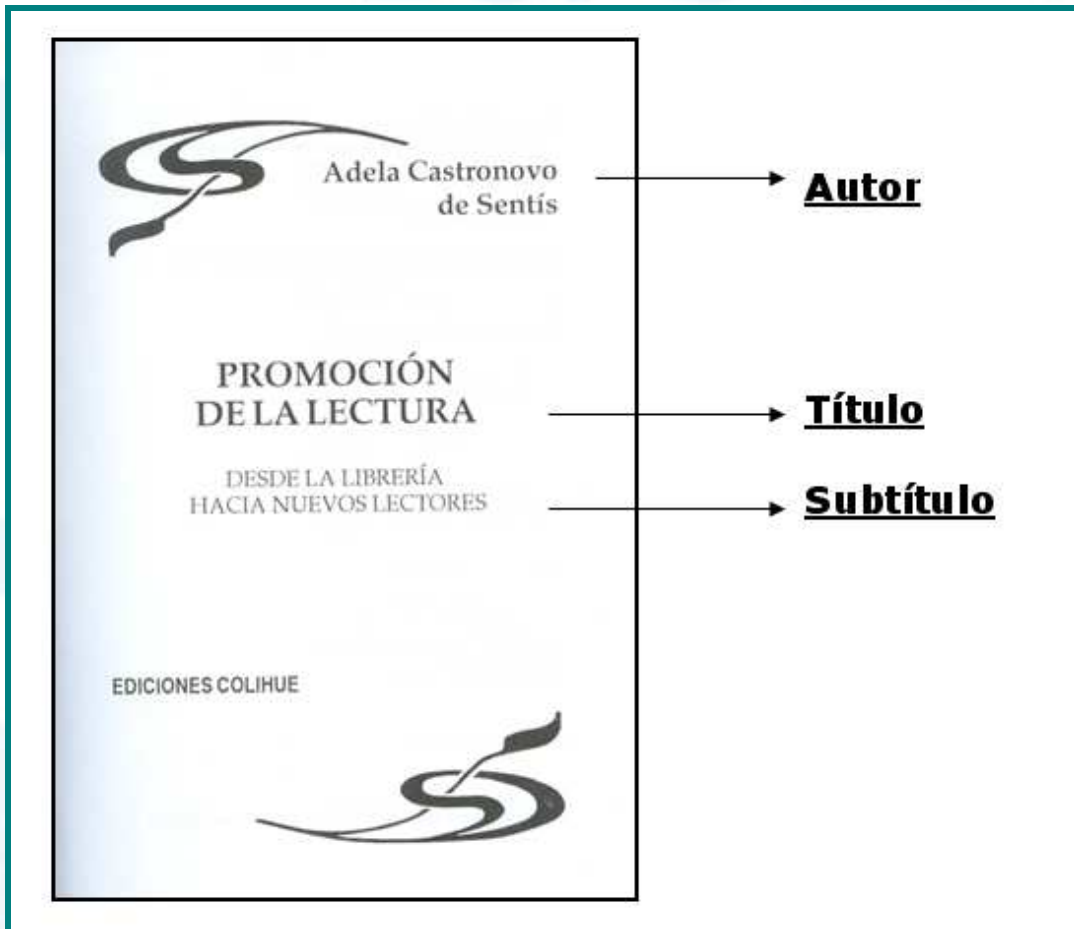 Adela Castronovo
de Sentís
Autor
PROMOCIÓN
DE LA LECTURA
Título
DESDE LA LIBRERÍA
HACIA NUEVOS LECTORES
Subtítulo
EDICIONES COLIHUE